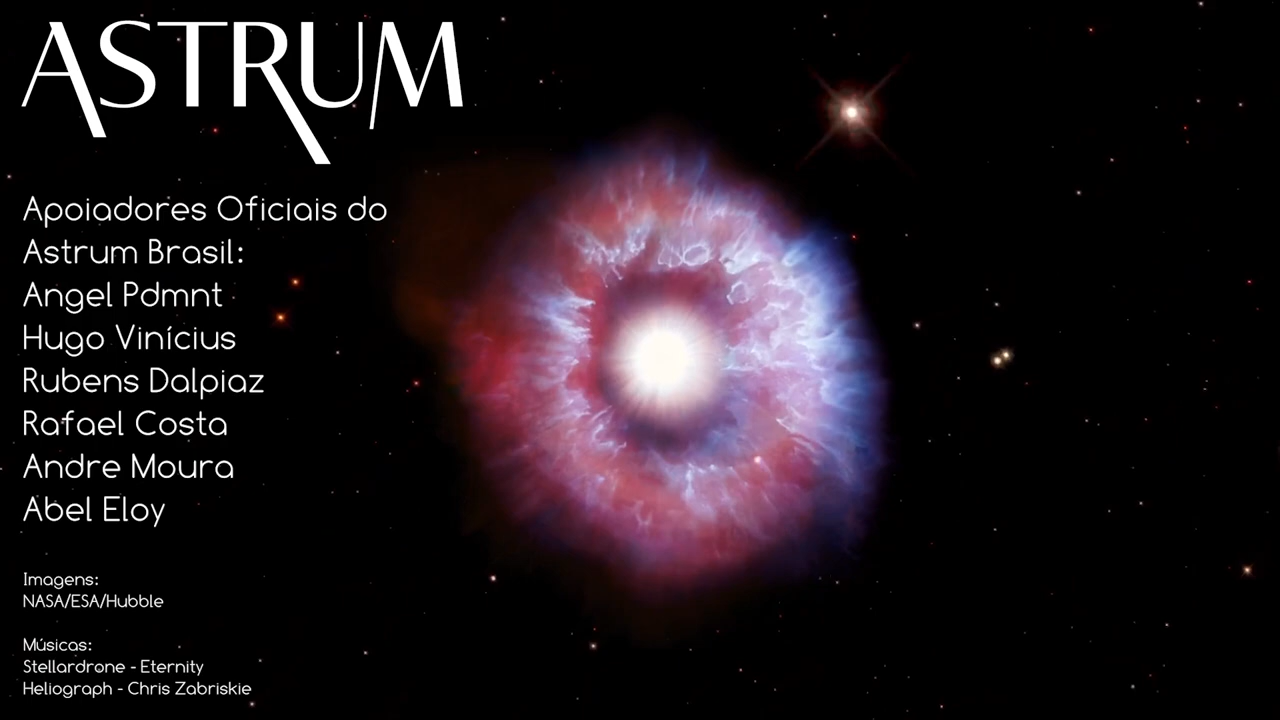 ASTRUM
Apoiadores Oficiais do
Astrum Brasil:
Angel Pdmnt
Hugo Vinícius
Rubens Dalpiaz
Rafael Costa
Andre Moura
Abel Eloy
Imagens:
NASA/ESA/Hubble
Músicas:
Stellardrone - Eternity
Heliograph - Chris Zabriskie